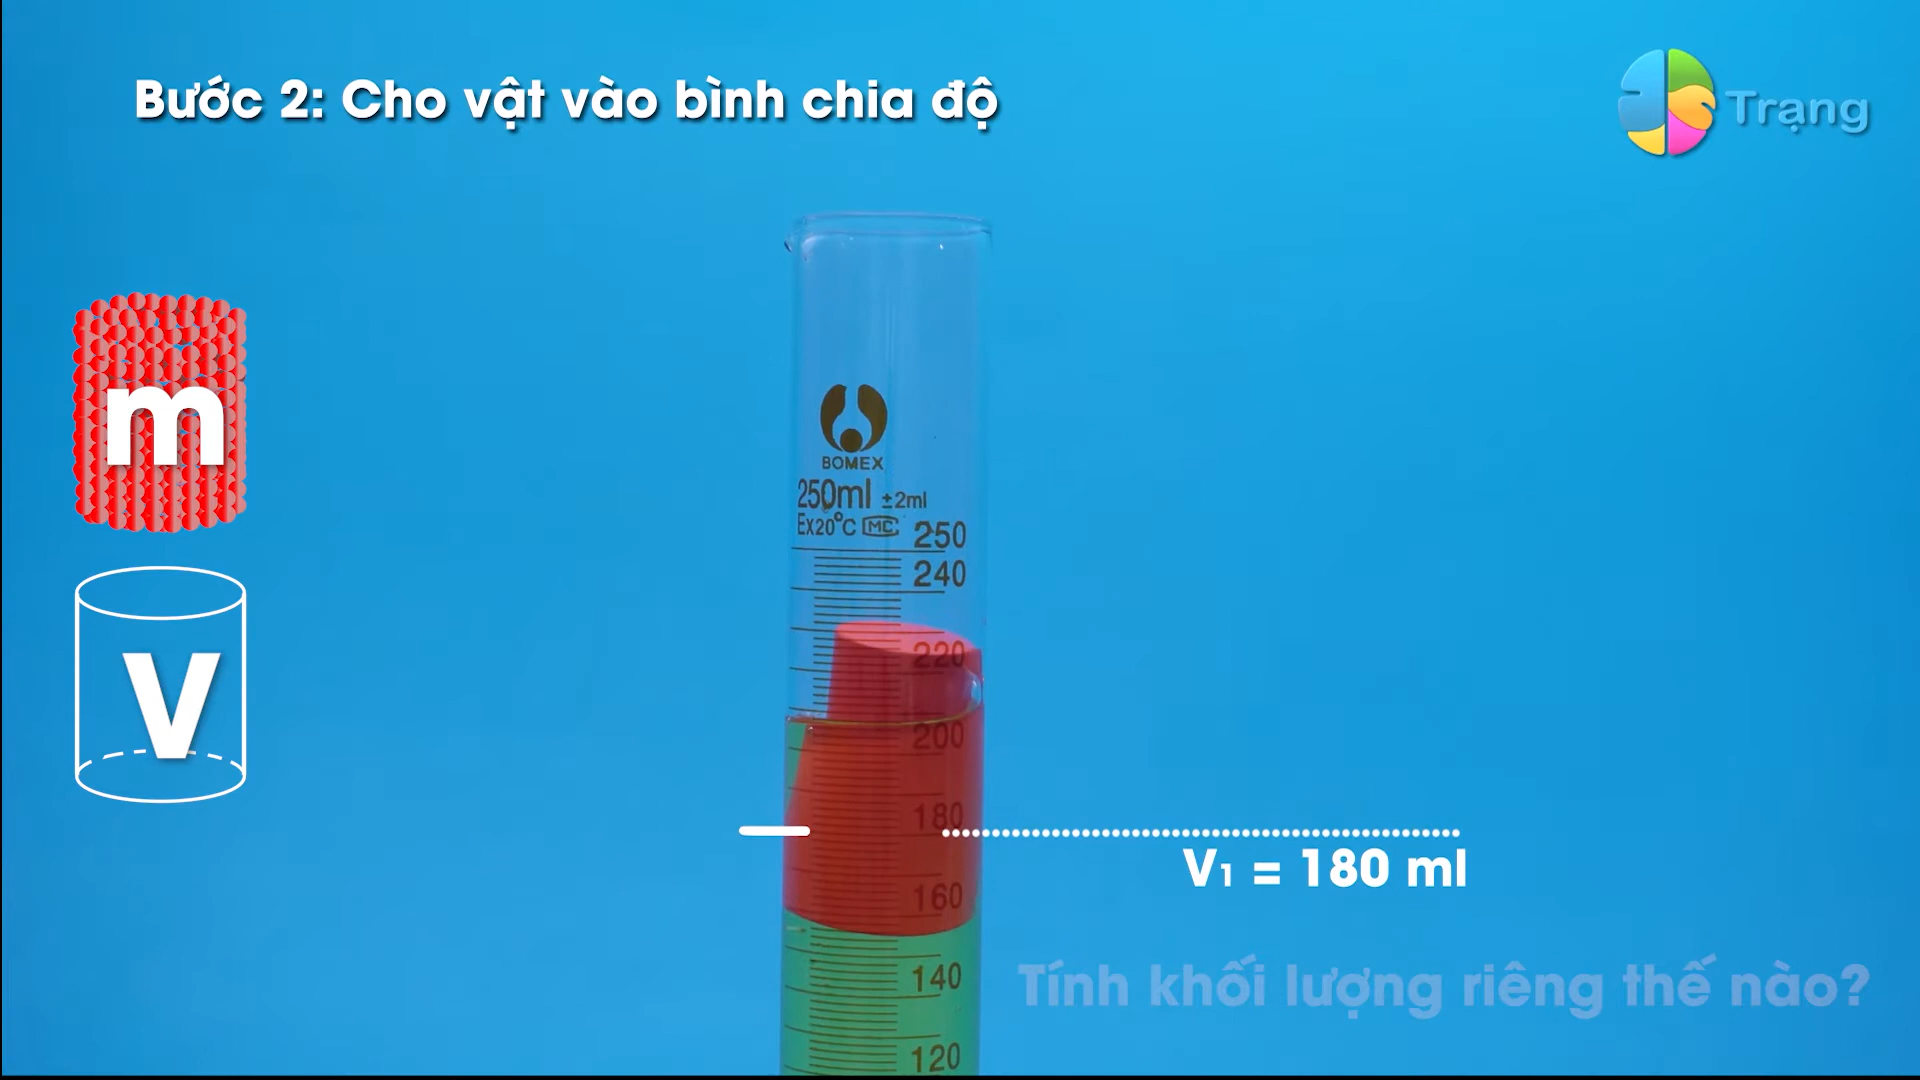 Bước 2: Cho vật vào bình chia độ
Trạng
m
V
BOMEX
250ml ±2ml
Ex20°C MC 250
240
220
200
180
160
140
120
V1 = 180 ml
Tính khối lượng riêng thế nào?